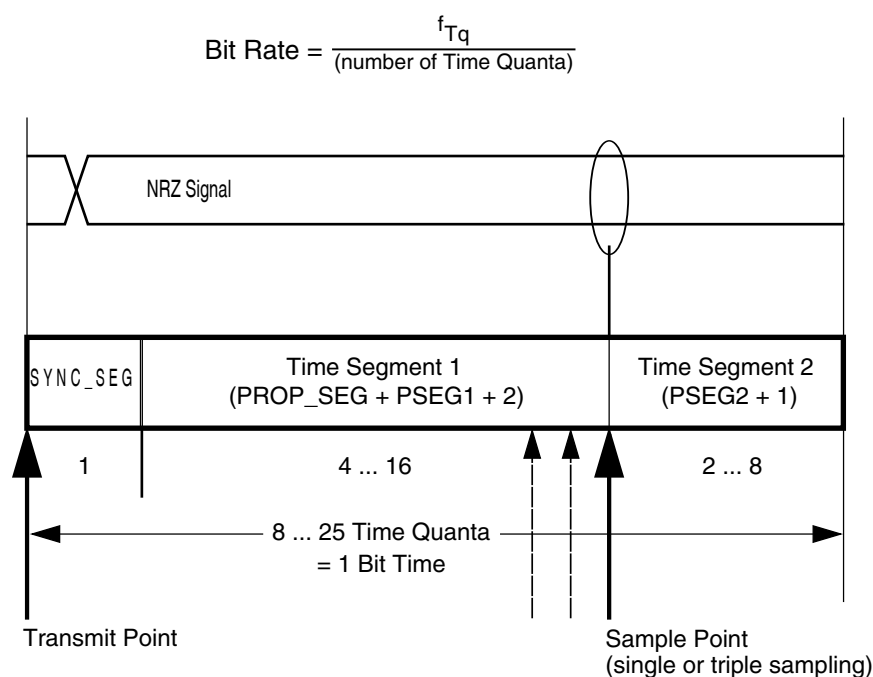 Bit Rate = fTq
(number of Time Quanta)
NRZ Signal
SYNC_SEG
Time Segment 1
(PROP_SEG + PSEG1 + 2)
Time Segment 2
(PSEG2 + 1)
1
4 ... 16
2 ... 8
8 ... 25 Time Quanta
= 1 Bit Time
Transmit Point
Sample Point
(single or triple sampling)